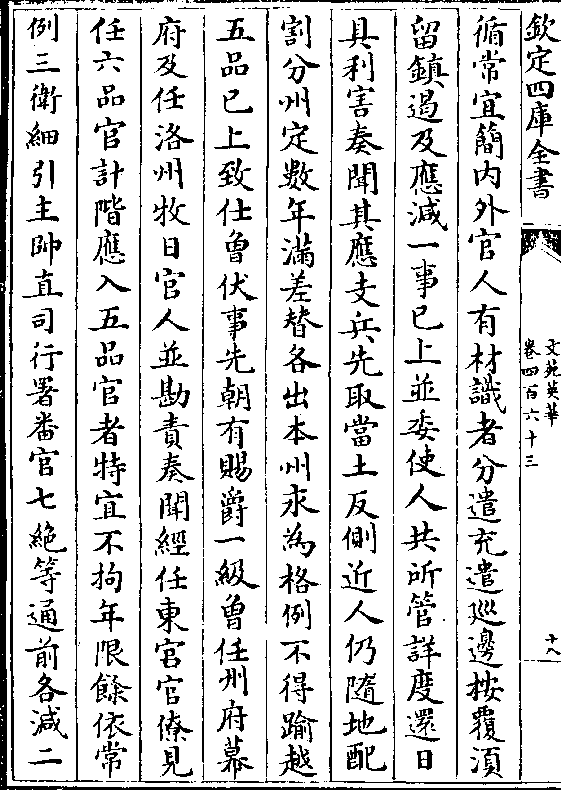 欽定四庫全書
文苑英華
卷四百六十三
十八
循常宜簡内外官人有材識者分遣充遣巡邊按覆湏
留鎮遏及應減一事已上並委使人共所管詳度還日
具利害奏聞其應支兵先取當土反側近人仍隨地配
割分州定數年滿差替各出本州求為格例不得踰越
五品已上致仕曾伏事先朝有賜爵一級曾任州府幕
府及任洛州牧日官人並勘責奏聞經任東宫官僚見
任六品官計階應入五品官者特宜不拘年限餘依常
例三衛細引主帥直司行署畨官七絶等通前各減二